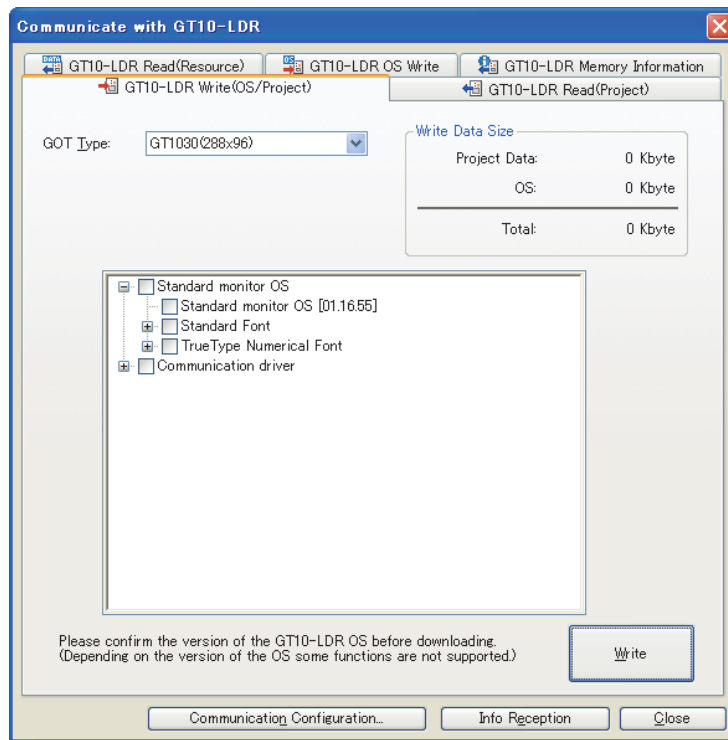 Communicate with GT10-LDR
GT10-LDR Read(Resource)
GT10-LDR OS Write
GT10-LDR Memory Information
GT10-LDR Write(OS/Project)
GT10-LDR Read(Project)
GOT Type:
GT1030(288x96)
Write Data Size
Project Data: 0 Kbyte
OS: 0 Kbyte
Total: 0 Kbyte
Standard monitor OS
Standard monitor OS [01.16.55]
Standard Font
TrueType Numerical Font
Communication driver
Please confirm the version of the GT10-LDR OS before downloading.
(Depending on the version of the OS some functions are not supported.)
Write
Communication Configuration...
Info Reception
Close